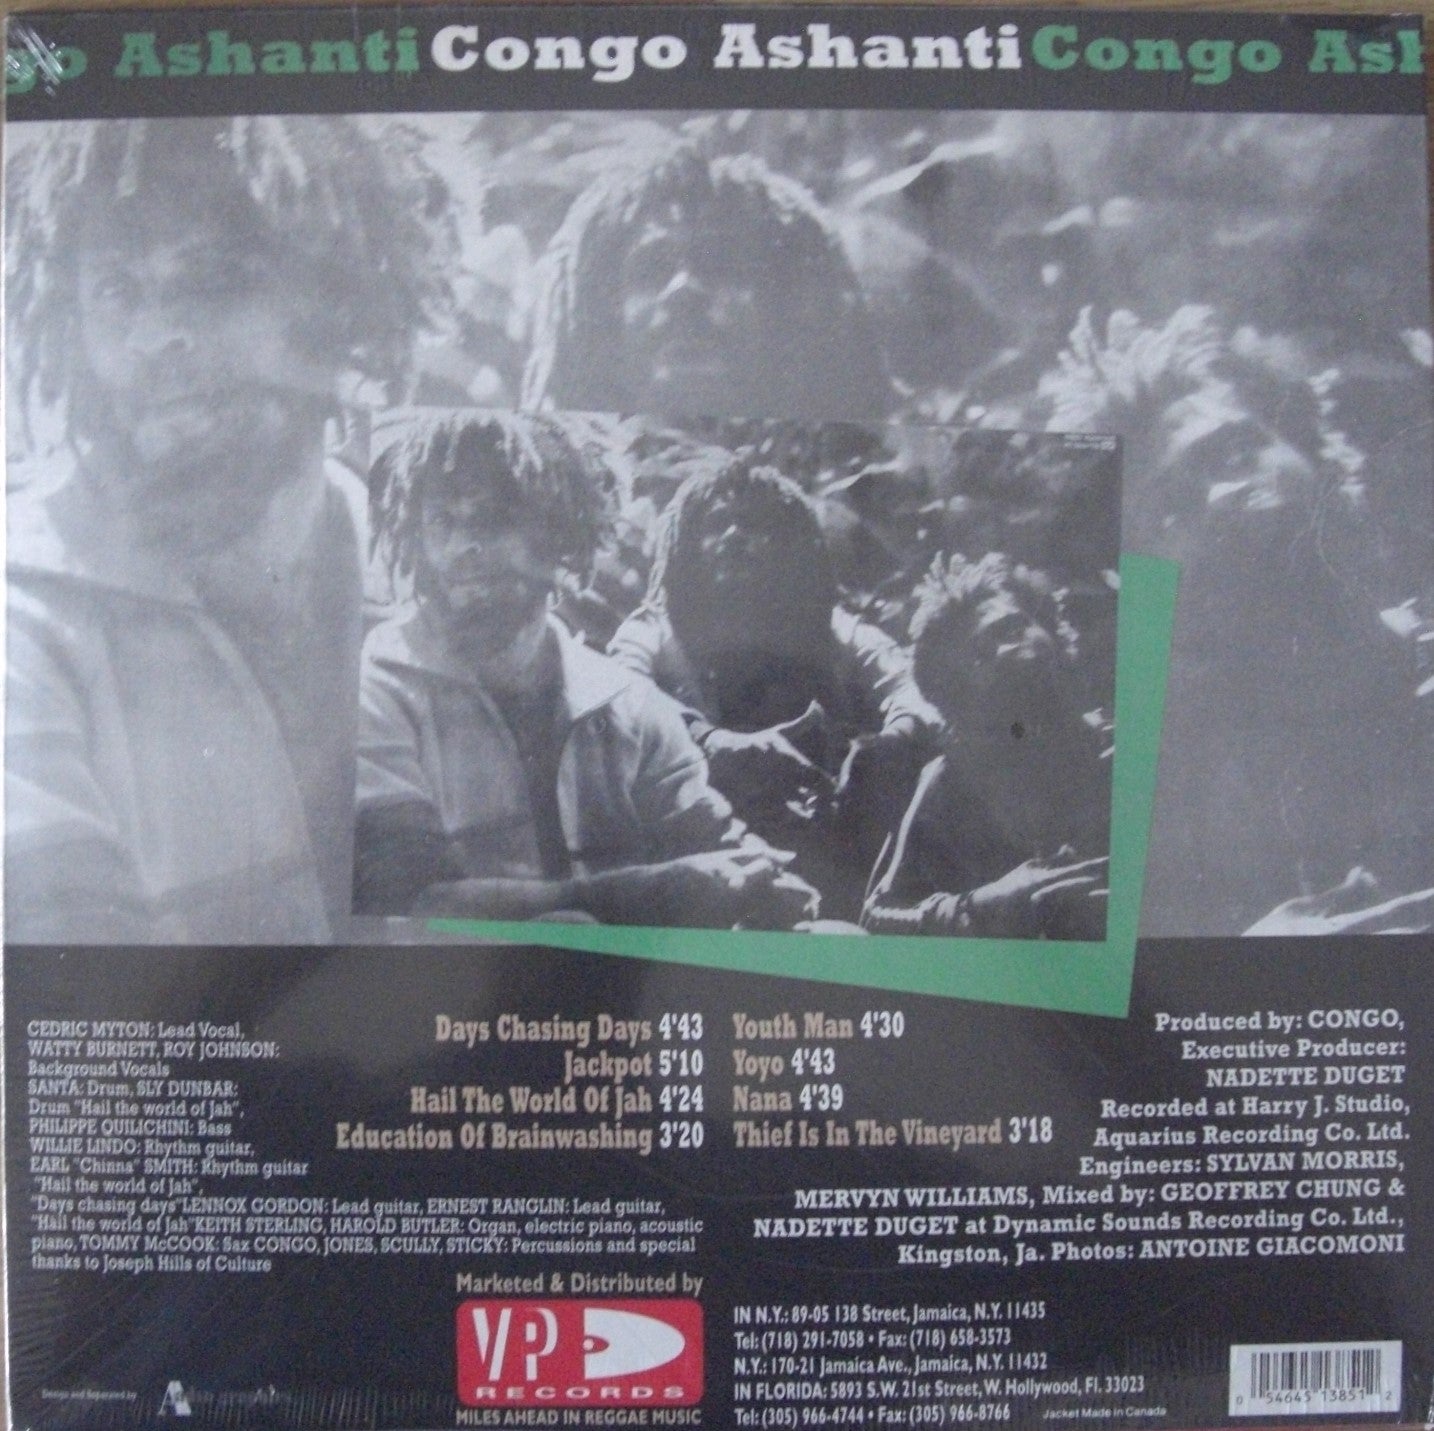 go Ashanti Congo Ashanti Congo Ash
CEDRIC MYTON: Lead Vocal,
WATTY BURNETT, ROY JOHNSON:
Background Vocals
SANTA: Drum, SLY DUNBAR:
Drum "Hail the world of Jah",
PHILIPPE QUILICHINI: Bass
WILLIE LINDO: Rhythm guitar,
EARL "Chinna" SMITH: Rhythm guitar
"Hail the world of Jah",
"Days chasing days" LENNOX GORDON: Lead guitar, ERNEST RANGLIN: Lead guitar,
"Hail the world of Jah" KEITH STERLING, HAROLD BUTLER: Organ, electric piano, acoustic
piano, TOMMY McCOOK: Sax CONGO, JONES, SCULLY, STICKY: Percussions and special
thanks to Joseph Hills of Culture
Days Chasing Days 4'43
Jackpot 5'10
Hail The World Of Jah 4'24
Education Of Brainwashing 3'20
Youth Man 4'30
Yoyo 4'43
Nana 4'39
Thief Is In The Vineyard 3'18
Produced by: CONGO,
Executive Producer:
NADETTE DUGET
Recorded at Harry J. Studio,
Aquarius Recording Co. Ltd.
Engineers: SYLVAN MORRIS,
MERVYN WILLIAMS, Mixed by: GEOFFREY CHUNG &
NADETTE DUGET at Dynamic Sounds Recording Co. Ltd.,
Kingston, Ja. Photos: ANTOINE GIACOMONI
Marketed & Distributed by
VP
RECORDS
MILES AHEAD IN REGGAE MUSIC
IN N.Y.: 89-05 138 Street, Jamaica, N.Y. 11435
Tel: (718) 291-7058 • Fax: (718) 658-3573
N.Y.: 170-21 Jamaica Ave., Jamaica, N.Y. 11432
IN FLORIDA: 5893 S.W. 21st Street, W. Hollywood, Fl. 33023
Tel: (305) 966-4744 • Fax: (305) 966-8766
Jacket Made in Canada
Design and Separated by
0 54645 13851 2